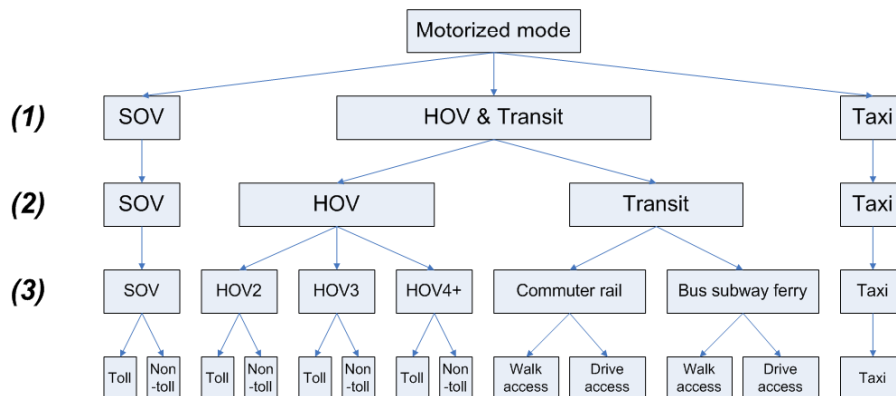 Motorized mode
(1)
SOV
HOV & Transit
Taxi
(2)
SOV
HOV
Transit
Taxi
(3)
SOV
HOV2
HOV3
HOV4+
Commuter rail
Bus subway ferry
Taxi
Toll
Non
-toll
Toll
Non
-toll
Toll
Non
-toll
Toll
Non
-toll
Walk
access
Drive
access
Walk
access
Drive
access
Taxi